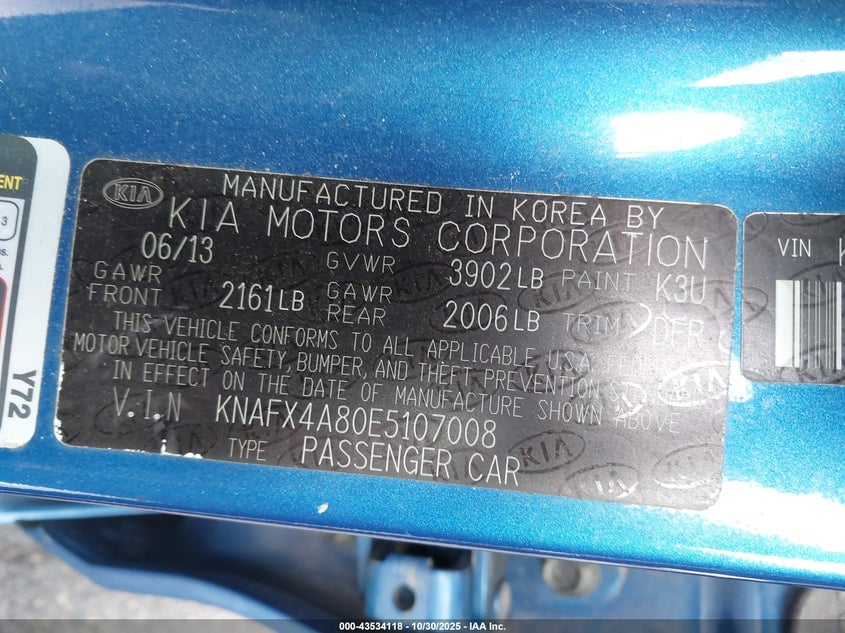 KIA
MANUFACTURED IN KOREA BY
KIA MOTORS CORPORATION
06/13 GVWR 3902LB PAINT K3U
GAWR FRONT 2161LB GAWR REAR 2006LB TRIM DFR
THIS VEHICLE CONFORMS TO ALL APPLICABLE U.S.A.
MOTOR VEHICLE SAFETY, BUMPER, AND THEFT PREVENTION
IN EFFECT ON THE DATE OF MANUFACTURE SHOWN ABOVE
V.I.N KNAFX4A80E5107008
TYPE PASSENGER CAR
Y72
VIN K
000-43534118 - 10/30/2025 - IAA, Inc.